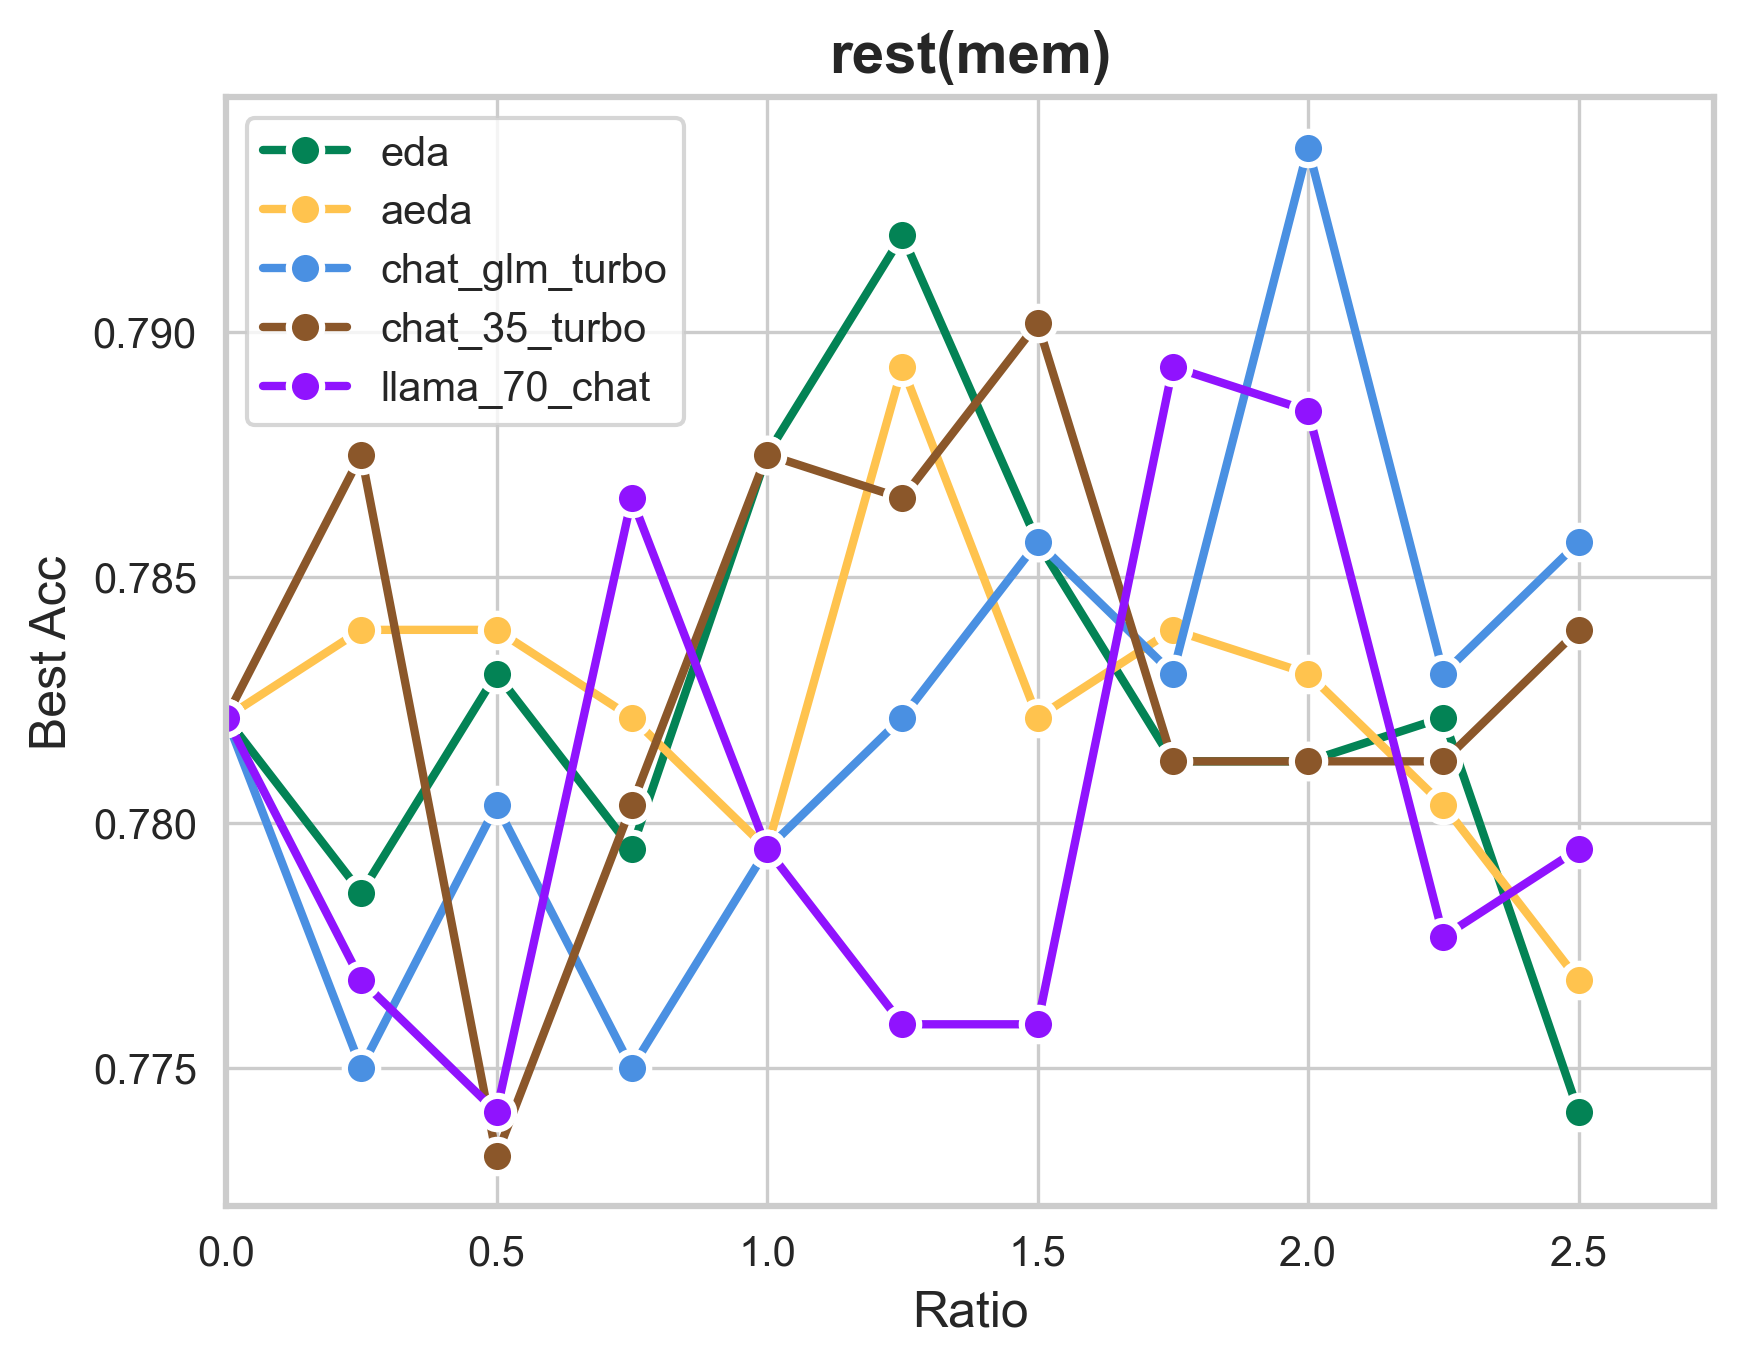 rest(mem)
eda
aeda
chat_glm_turbo
chat_35_turbo
llama_70_chat
Best Acc
0.790
0.785
0.780
0.775
0.0 0.5 1.0 1.5 2.0 2.5
Ratio